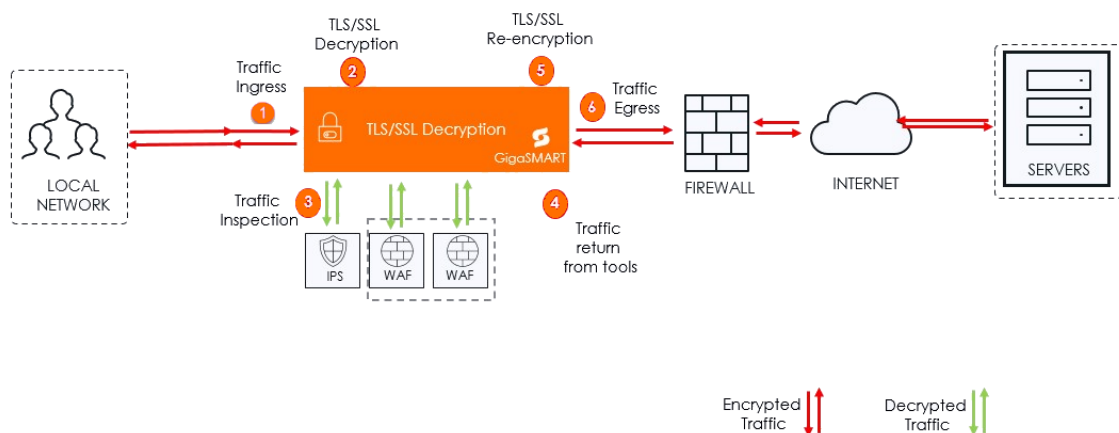 TLS/SSL
Decryption
2
TLS/SSL
Re-encryption
5
Traffic
Ingress
1
6
Traffic
Egress
TLS/SSL Decryption
GigaSMART
LOCAL
NETWORK
FIREWALL
INTERNET
SERVERS
Traffic
Inspection
3
4
Traffic
return
from tools
IPS
WAF
WAF
Encrypted
Traffic
Decrypted
Traffic